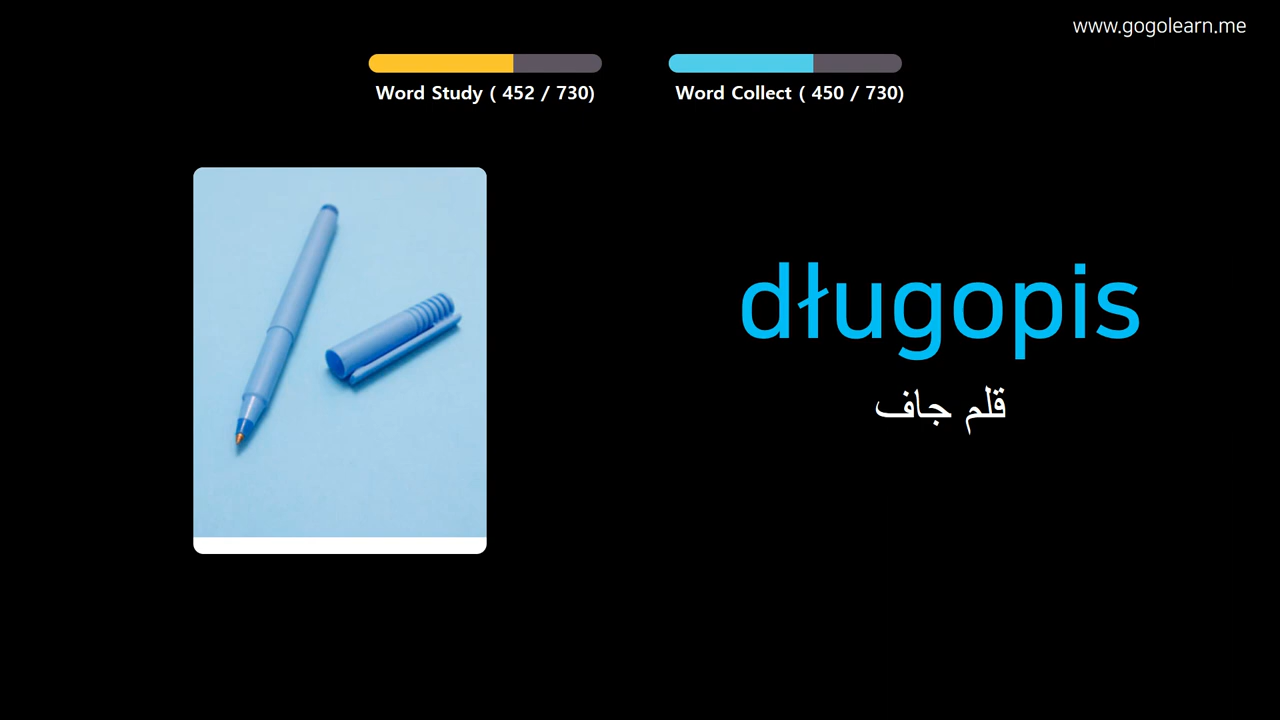 www.gogolearn.me
Word Study ( 452 / 730)
Word Collect ( 450 / 730)
długopis
قلم جاف